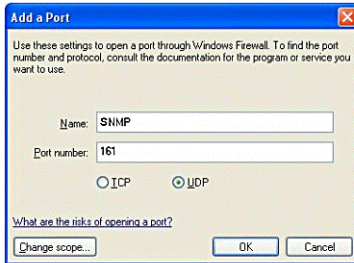 Add a Port
Use these settings to open a port through Windows Firewall. To find the port
number and protocol, consult the documentation for the program or service you
want to use.
Name: SNMP
Port number: 161
TCP UDP
What are the risks of opening a port?
Change scope... OK Cancel